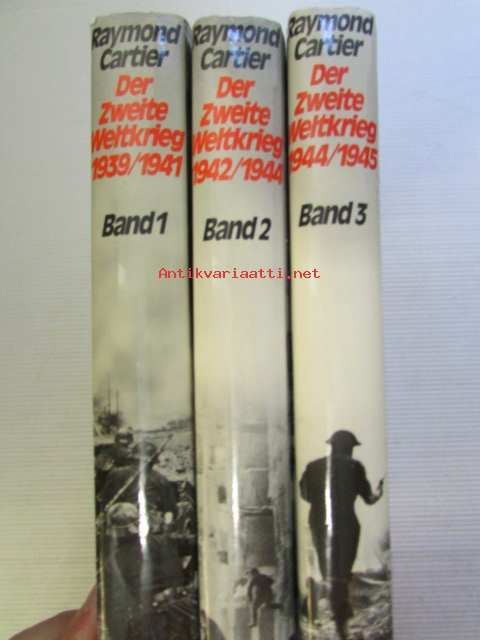 Raymond
Cartier
Der
Zweite
Weltkrieg
1939/1941
Band 1
Raymond
Cartier
Der
Zweite
Weltkrieg
1942/1944
Band 2
Raymond
Cartier
Der
Zweite
Weltkrieg
1944/1945
Band 3
Antikvariaatti.net